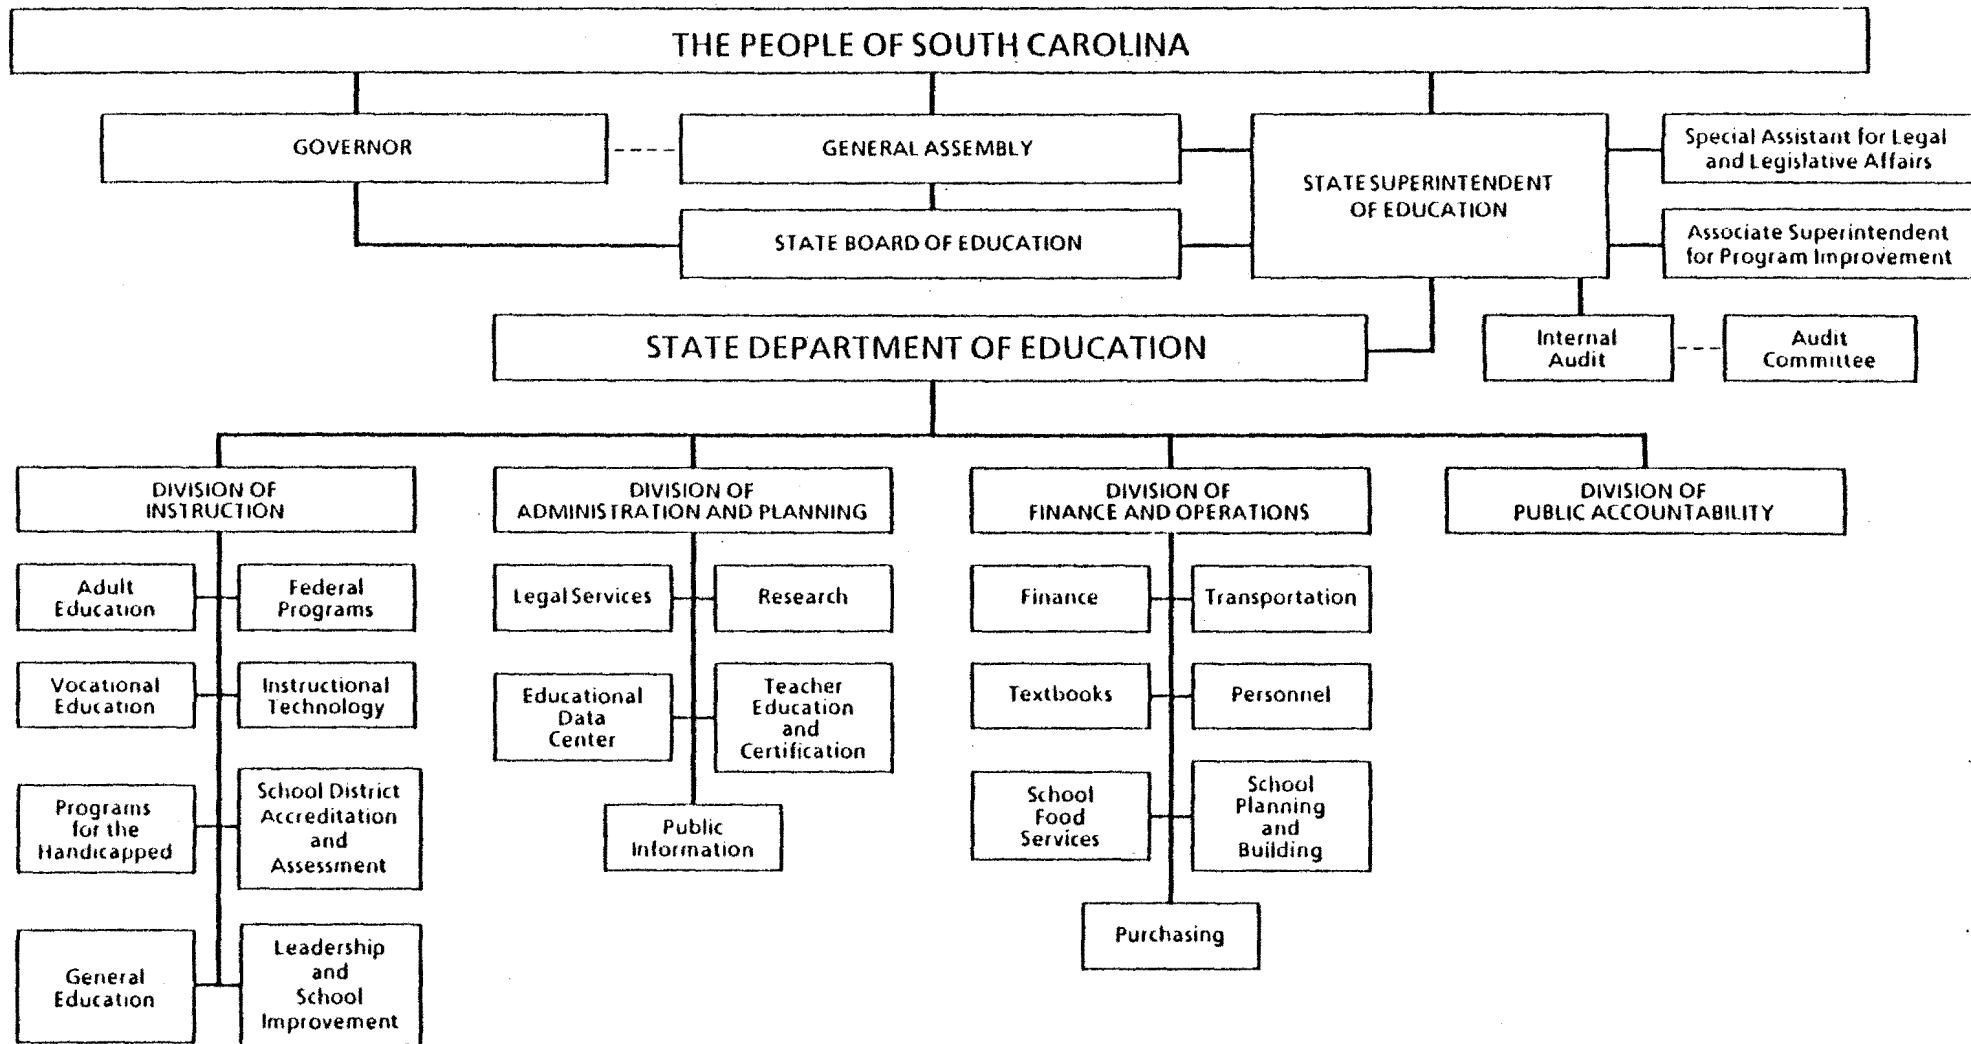 THE PEOPLE OF SOUTH CAROLINA
GOVERNOR
GENERAL ASSEMBLY
STATE SUPERINTENDENT
OF EDUCATION
Special Assistant for Legal
and Legislative Affairs
STATE BOARD OF EDUCATION
Associate Superintendent
for Program Improvement
STATE DEPARTMENT OF EDUCATION
Internal
Audit
Audit
Committee
DIVISION OF
INSTRUCTION
DIVISION OF
ADMINISTRATION AND PLANNING
DIVISION OF
FINANCE AND OPERATIONS
DIVISION OF
PUBLIC ACCOUNTABILITY
Adult
Education
Federal
Programs
Vocational
Education
Instructional
Technology
Programs
for the
Handicapped
School District
Accreditation
and
Assessment
General
Education
Leadership
and
School
Improvement
Legal Services
Research
Educational
Data
Center
Teacher
Education
and
Certification
Public
Information
Finance
Transportation
Textbooks
Personnel
School
Food
Services
School
Planning
and
Building
Purchasing